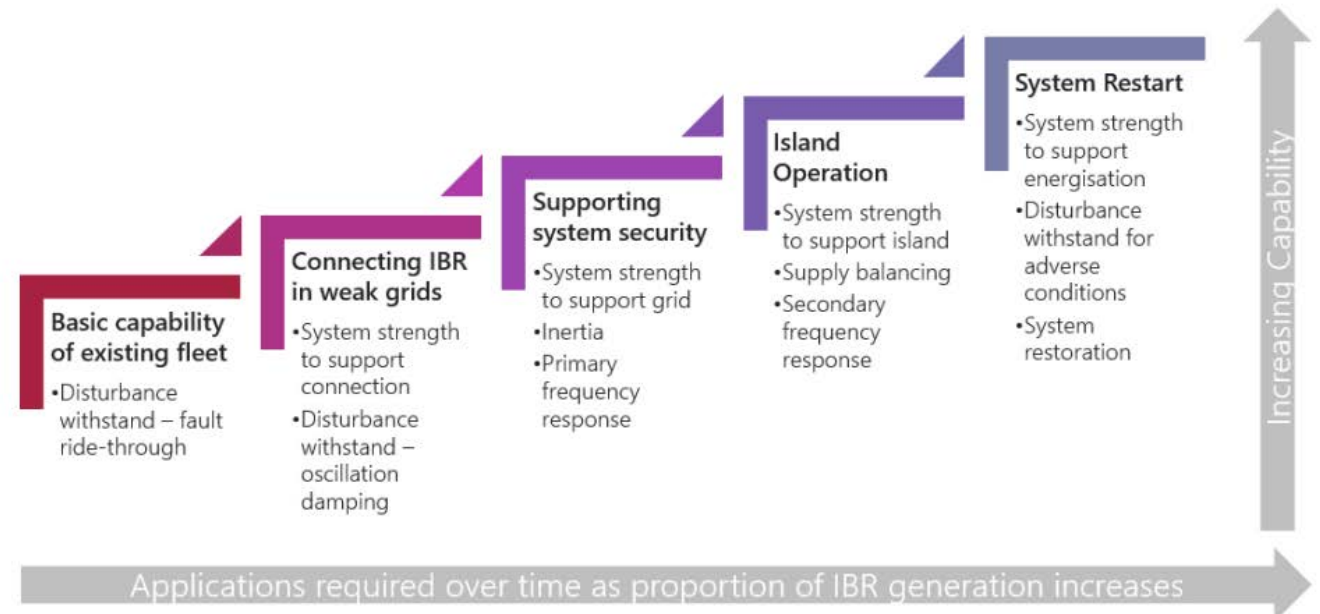 Basic capability
of existing fleet
•Disturbance
withstand – fault
ride-through
Connecting IBR
in weak grids
•System strength
to support
connection
•Disturbance
withstand –
oscillation
damping
Supporting
system security
•System strength
to support grid
•Inertia
•Primary
frequency
response
Island
Operation
•System strength
to support island
•Supply balancing
•Secondary
frequency
response
System Restart
•System strength
to support
energisation
•Disturbance
withstand for
adverse
conditions
•System
restoration
Increasing Capability
Applications required over time as proportion of IBR generation increases